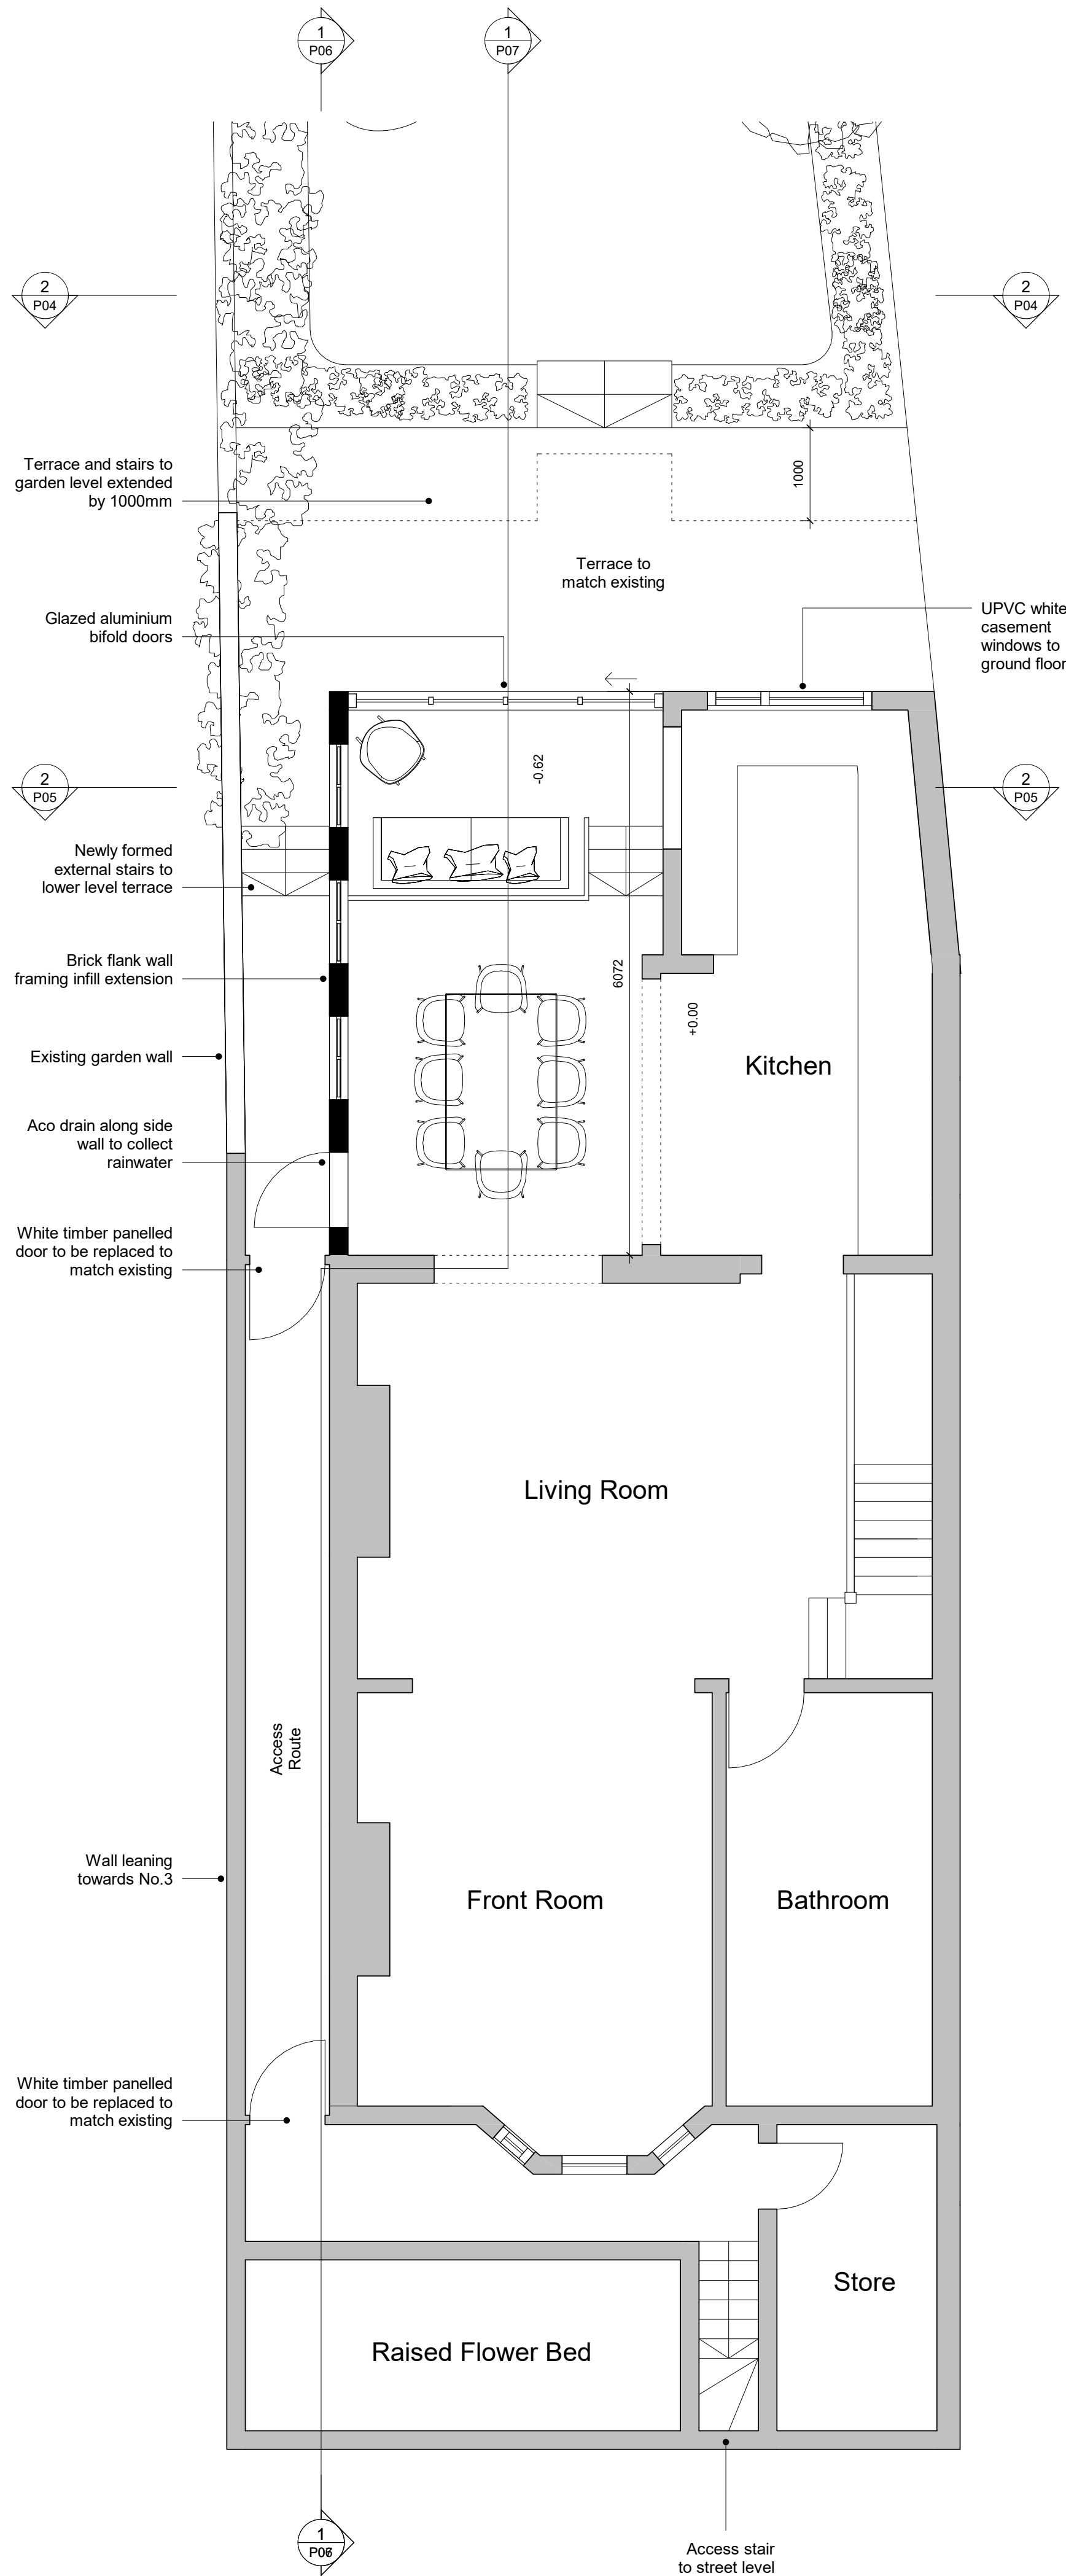 1
P06
1
P07
2
P04
2
P04
Terrace and stairs to
garden level extended
by 1000mm
1000
Terrace to
match existing
Glazed aluminium
bifold doors
UPVC white
casement
windows to
ground floor
-0.62
2
P05
2
P05
Newly formed
external stairs to
lower level terrace
Brick flank wall
framing infill extension
6072
+0.00
Existing garden wall
Kitchen
Aco drain along side
wall to collect
rainwater
White timber panelled
door to be replaced to
match existing
Living Room
Access
Route
Wall leaning
towards No.3
Front Room
Bathroom
White timber panelled
door to be replaced to
match existing
Store
Raised Flower Bed
1
Access stair
to street level